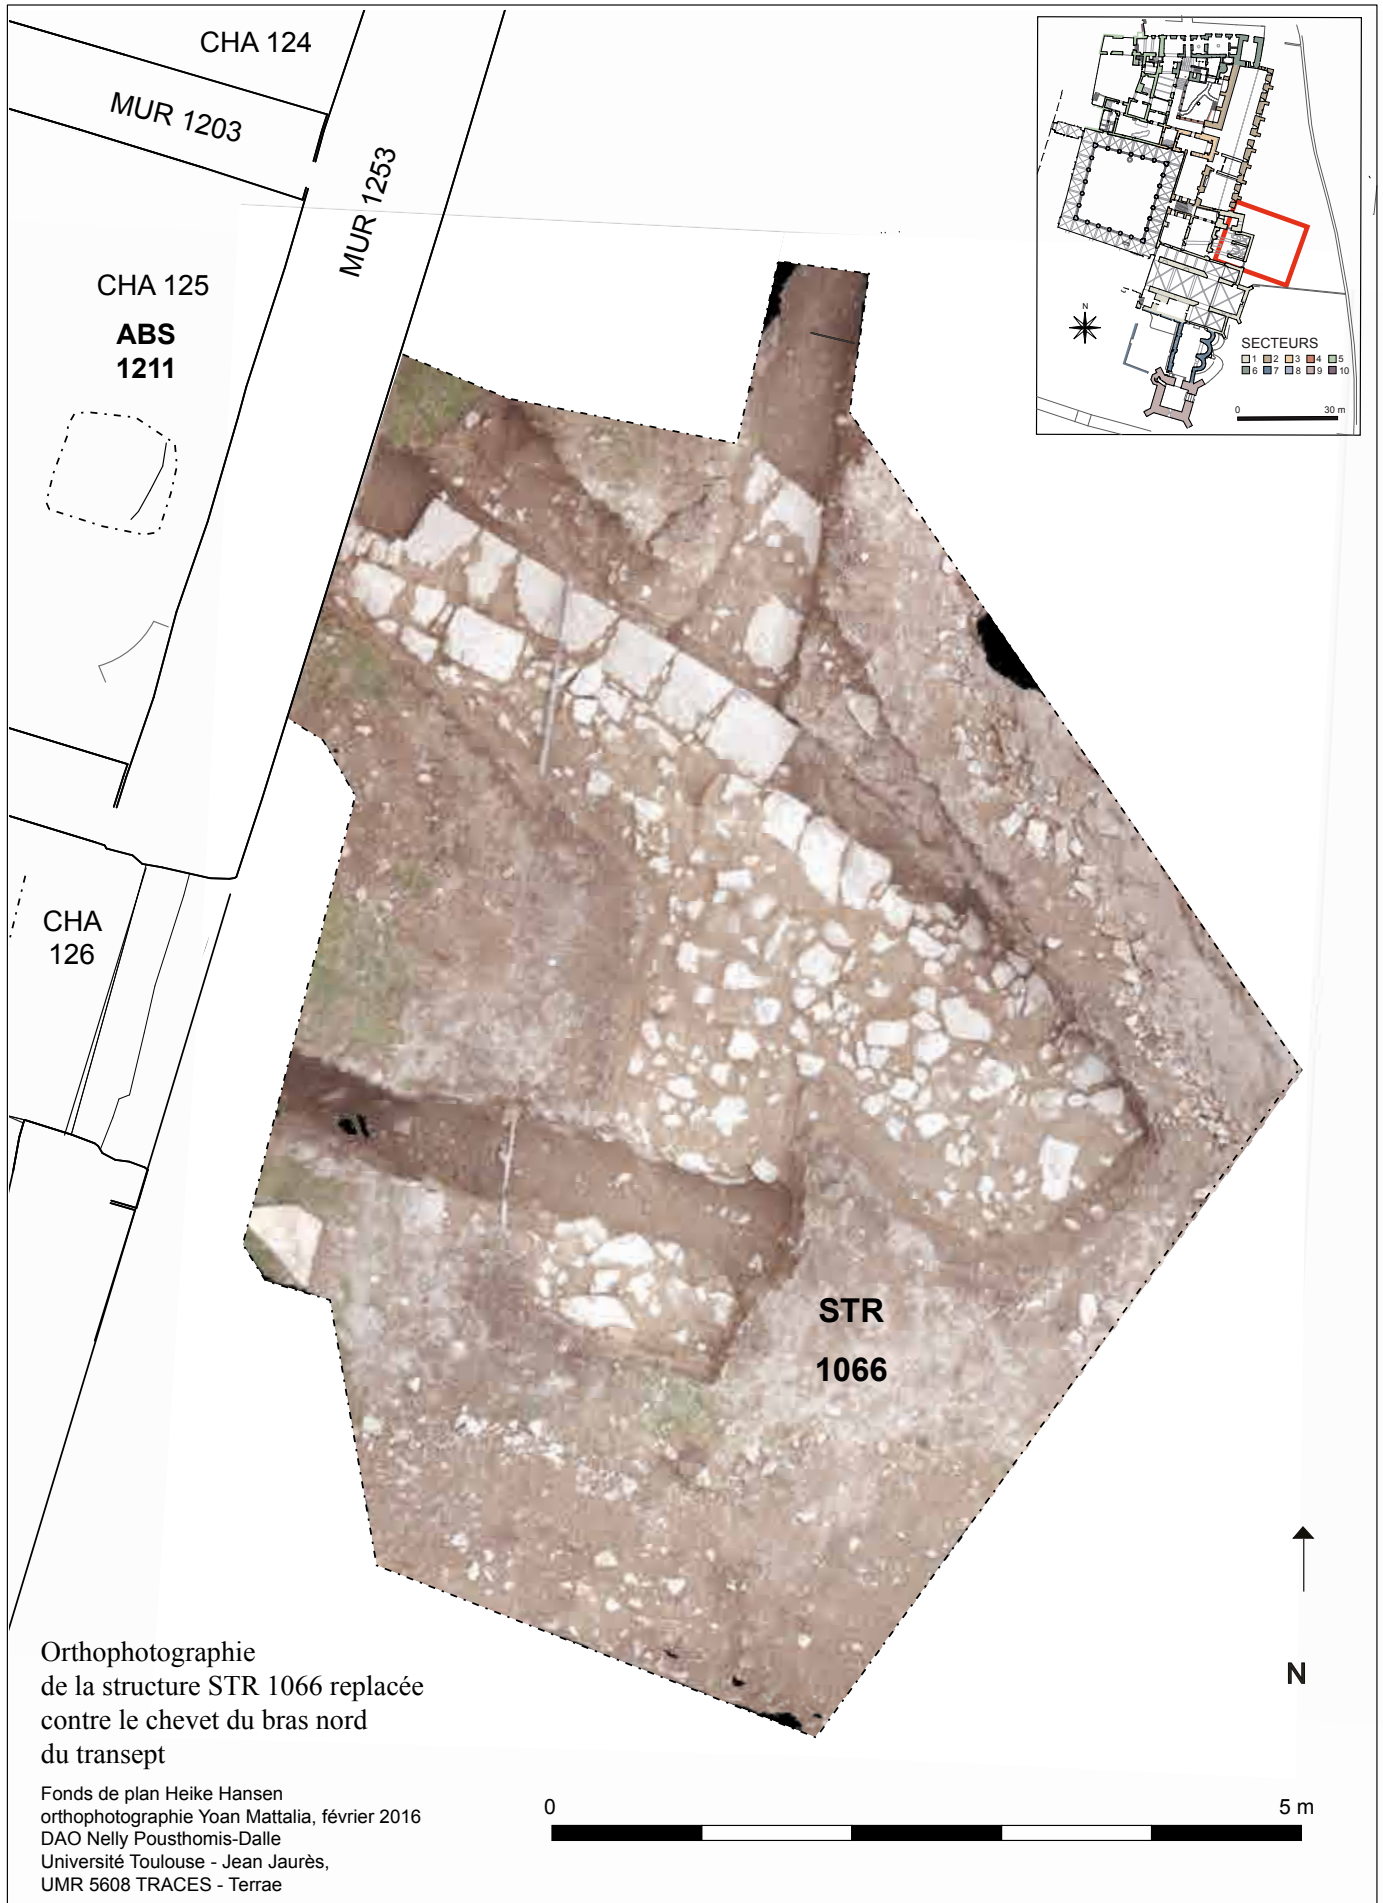 CHA 124
MUR 1203
MUR 1253
CHA 125
ABS
1211
CHA
126
N
SECTEURS
1 2 3 4 5
6 7 8 9 10
0 30 m
STR
1066
N
Orthophotographie
de la structure STR 1066 replacée
contre le chevet du bras nord
du transept
Fonds de plan Heike Hansen
orthophotographie Yoan Mattalia, février 2016
DAO Nelly Pousthomis-Dalle
Université Toulouse - Jean Jaurès,
UMR 5608 TRACES - Terrae
0 5 m